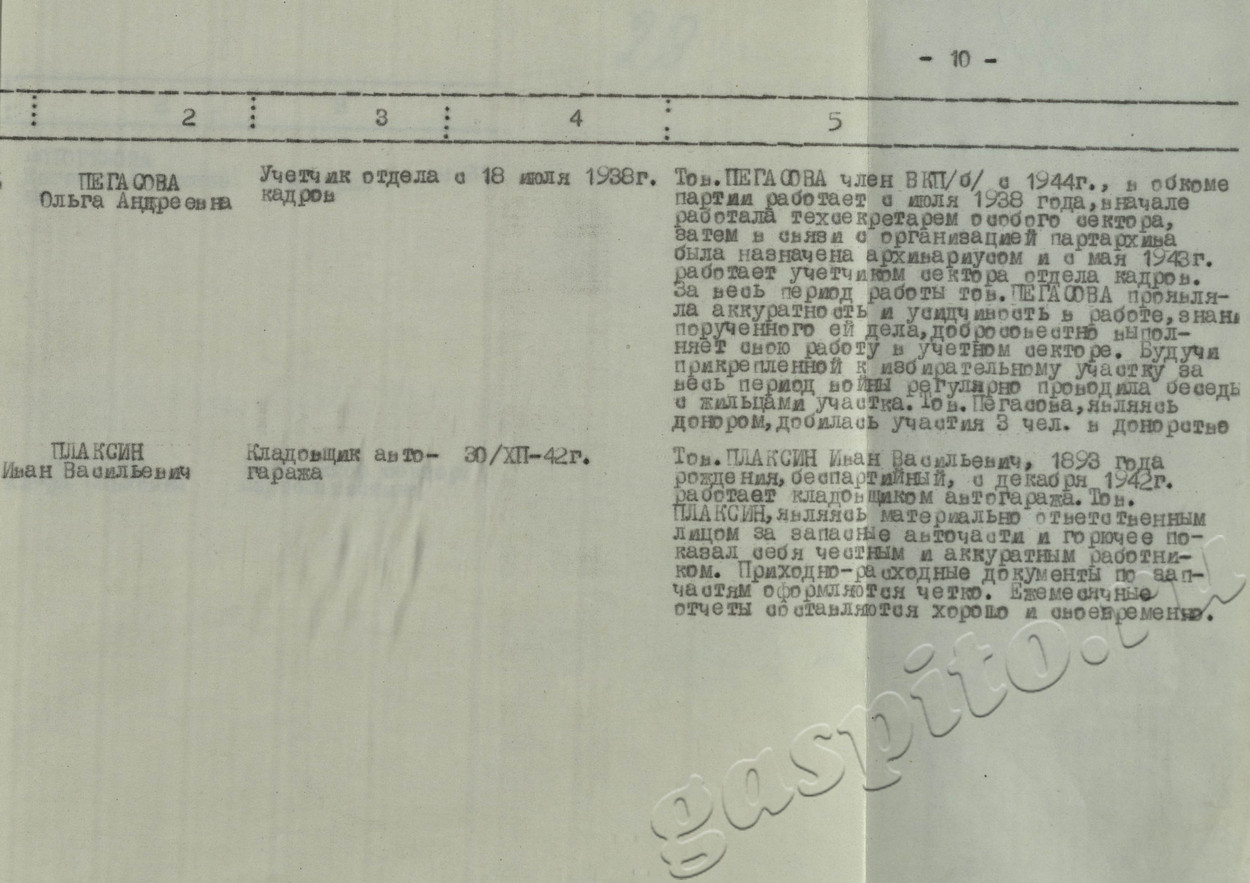 29
- 10 -
2 3 4 5
ПЕГАСОВА
Ольга Андреевна
Учетчик отдела
кадров
с 18 июля 1938г.
Тов.ПЕГАСОВА член ВКП/б/ с 1944г., в обкоме
партии работает с июля 1938 года,вначале
работала техсекретарем особого сектора,
затем в связи с организацией партархива
была назначена архивариусом и с мая 1943г.
работает учетчиком сектора отдела кадров.
За весь период работы тов.ПЕГАСОВА проявля-
ла аккуратность и усидчивость в работе,знани
порученного ей дела,добросовестно выпол-
няет свою работу в учетном секторе. Будучи
прикрепленной к избирательному участку за
весь период войны регулярно проводила беседы
с жильцами участка.Тов.Пегасова,являясь
донором,добилась участия 3 чел. в донорстве
ПЛАКСИН
Иван Васильевич
Кладовщик авто-
гаража
30/ХП-42г.
Тов.ПЛАКСИН Иван Васильевич, 1893 года
рождения,беспартийный, с декабря 1942г.
работает кладовщиком автогаража.Тов.
ПЛАКСИН,являясь материально ответственным
лицом за запасные авточасти и горючее по-
казал себя честным и аккуратным работни-
ком. Приходно-расходные документы по зап-
частям оформляются четко. Ежемесячные
отчеты составляются хорошо и своевременно.
gaspito.ru